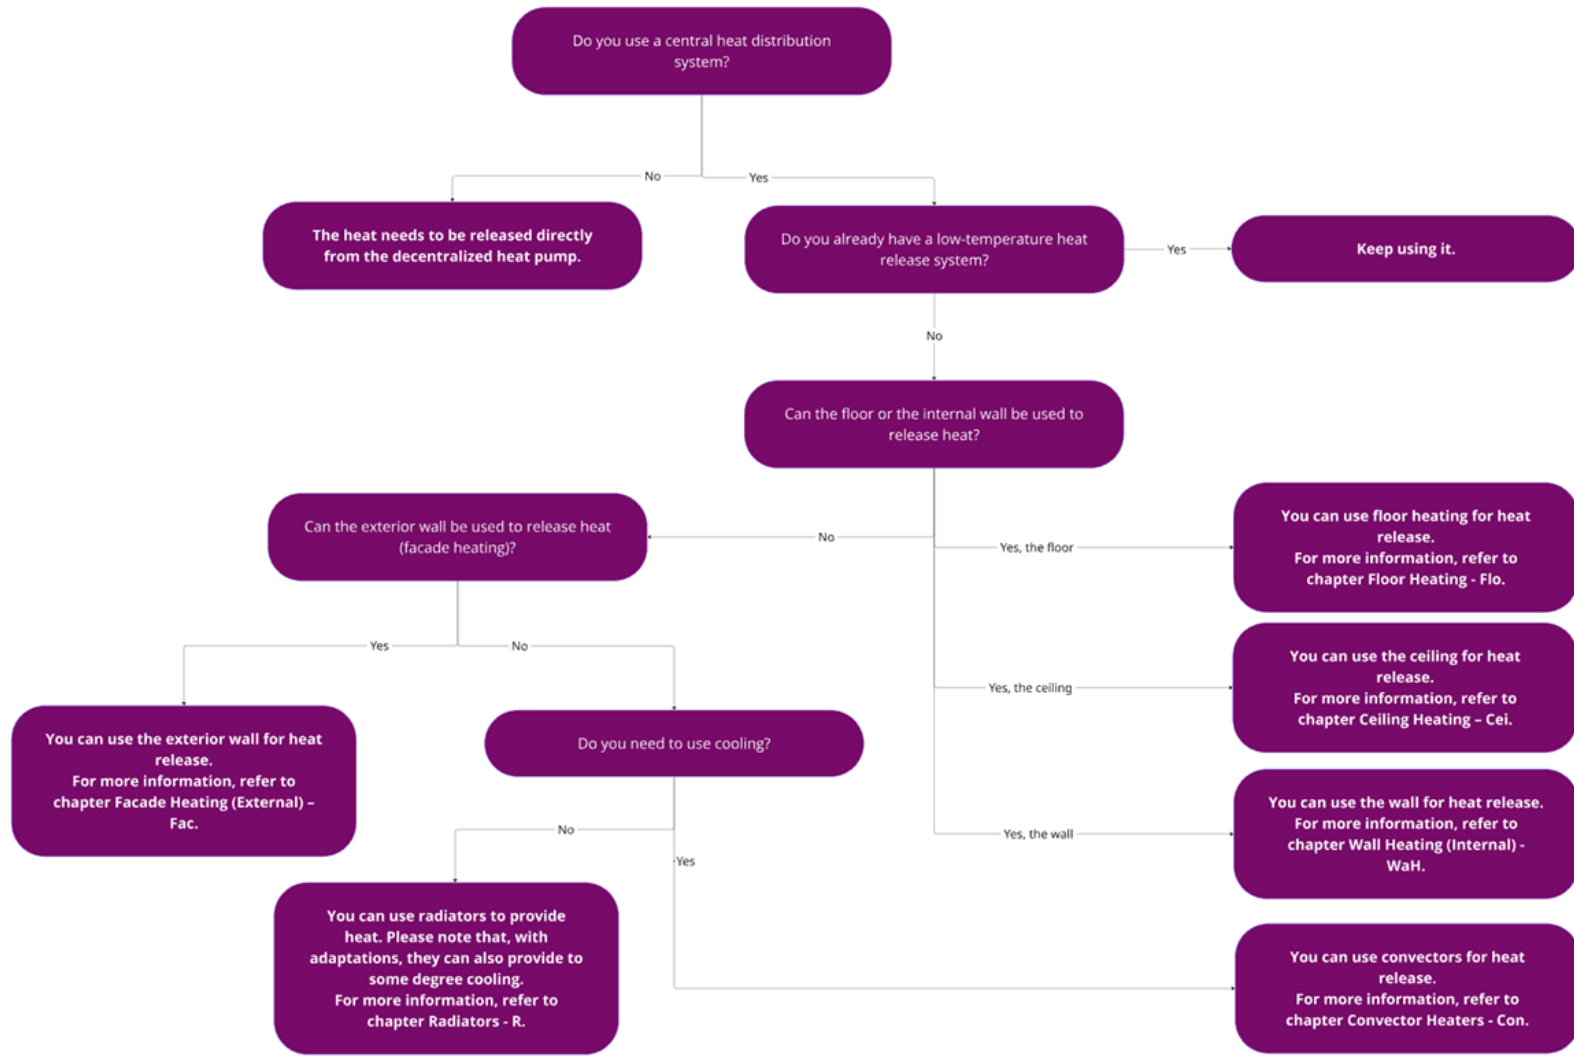 Do you use a central heat distribution
system?
No
Yes
The heat needs to be released directly
from the decentralized heat pump.
Do you already have a low-temperature heat
release system?
Yes
Keep using it.
No
Can the floor or the internal wall be used to
release heat?
Can the exterior wall be used to release heat
(facade heating)?
No
Yes, the floor
You can use floor heating for heat
release.
For more information, refer to
chapter Floor Heating - Flo.
Yes
No
Yes, the ceiling
You can use the ceiling for heat
release.
For more information, refer to
chapter Ceiling Heating – Cei.
You can use the exterior wall for heat
release.
For more information, refer to
chapter Facade Heating (External) –
Fac.
Do you need to use cooling?
Yes, the wall
You can use the wall for heat release.
For more information, refer to
chapter Wall Heating (Internal) -
WaH.
No
Yes
You can use radiators to provide
heat. Please note that, with
adaptations, they can also provide to
some degree cooling.
For more information, refer to
chapter Radiators - R.
You can use convectors for heat
release.
For more information, refer to
chapter Convector Heaters - Con.